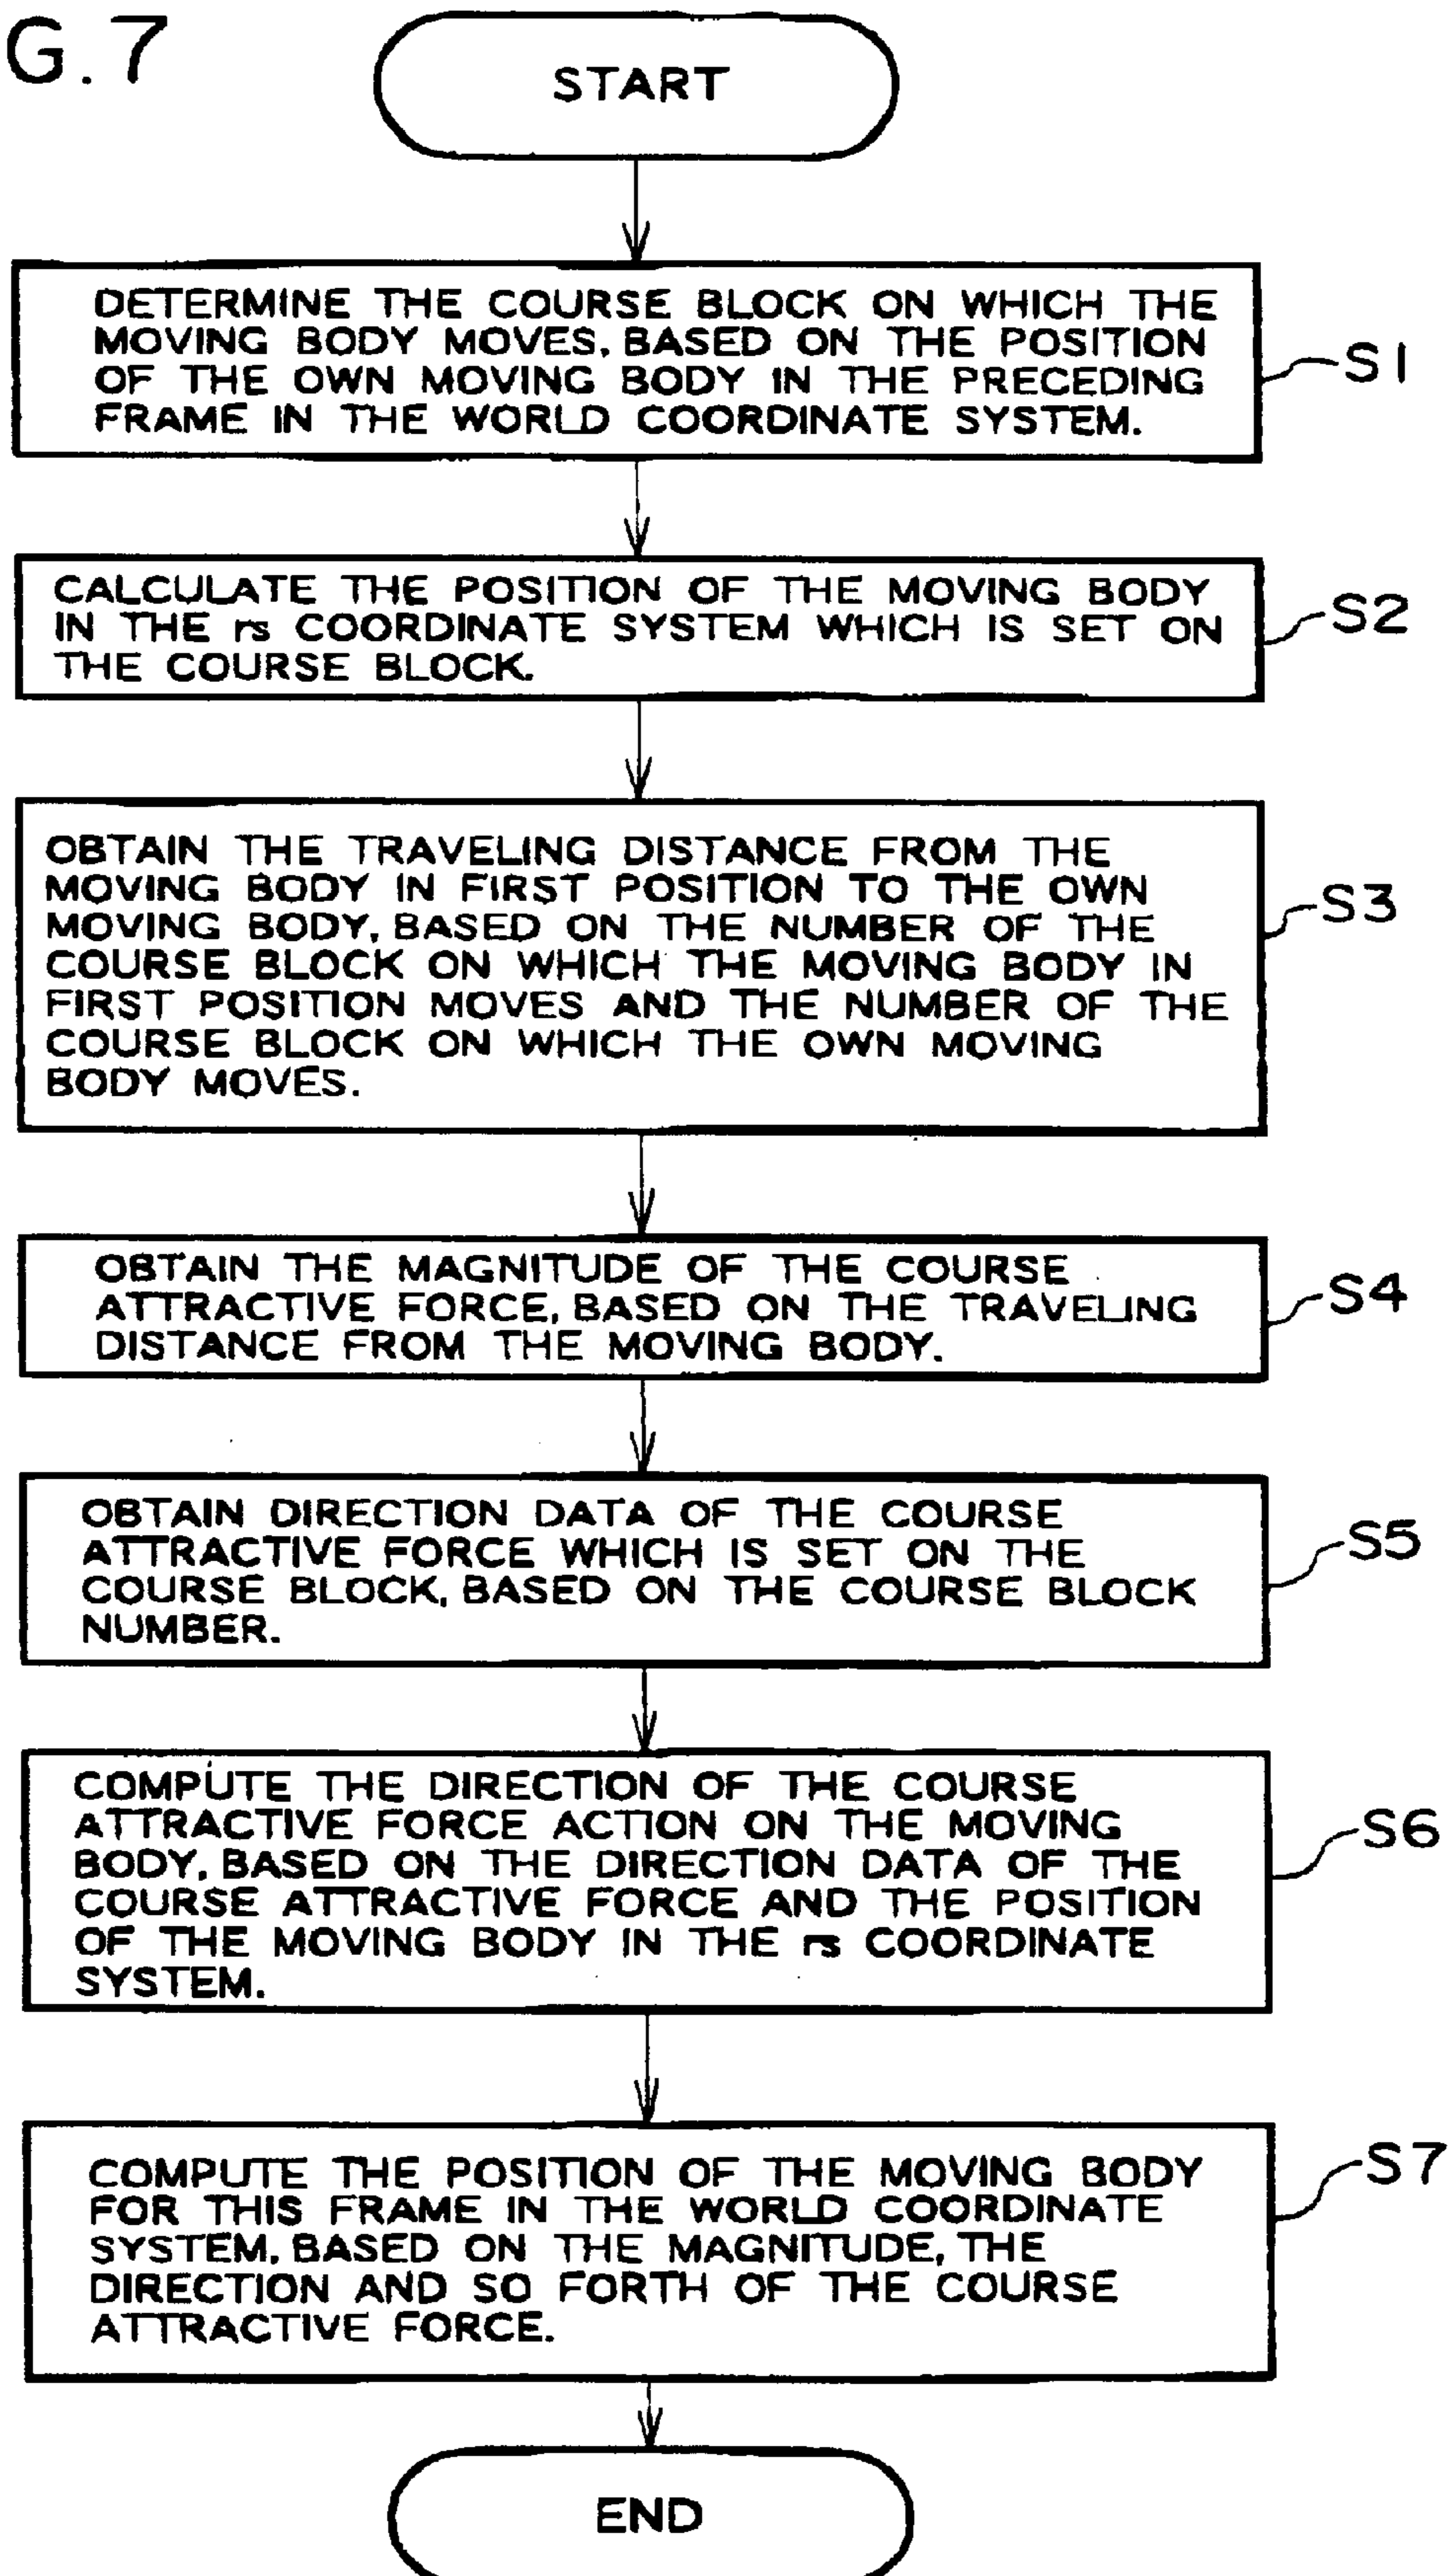 G. 7
START
DETERMINE THE COURSE BLOCK ON WHICH THE
MOVING BODY MOVES, BASED ON THE POSITION
OF THE OWN MOVING BODY IN THE PRECEDING
FRAME IN THE WORLD COORDINATE SYSTEM.
S1
CALCULATE THE POSITION OF THE MOVING BODY
IN THE rs COORDINATE SYSTEM WHICH IS SET ON
THE COURSE BLOCK.
S2
OBTAIN THE TRAVELING DISTANCE FROM THE
MOVING BODY IN FIRST POSITION TO THE OWN
MOVING BODY, BASED ON THE NUMBER OF THE
COURSE BLOCK ON WHICH THE MOVING BODY IN
FIRST POSITION MOVES AND THE NUMBER OF THE
COURSE BLOCK ON WHICH THE OWN MOVING
BODY MOVES.
S3
OBTAIN THE MAGNITUDE OF THE COURSE
ATTRACTIVE FORCE, BASED ON THE TRAVELING
DISTANCE FROM THE MOVING BODY.
S4
OBTAIN DIRECTION DATA OF THE COURSE
ATTRACTIVE FORCE WHICH IS SET ON THE
COURSE BLOCK, BASED ON THE COURSE BLOCK
NUMBER.
S5
COMPUTE THE DIRECTION OF THE COURSE
ATTRACTIVE FORCE ACTION ON THE MOVING
BODY, BASED ON THE DIRECTION DATA OF THE
COURSE ATTRACTIVE FORCE AND THE POSITION
OF THE MOVING BODY IN THE rs COORDINATE
SYSTEM.
S6
COMPUTE THE POSITION OF THE MOVING BODY
FOR THIS FRAME IN THE WORLD COORDINATE
SYSTEM, BASED ON THE MAGNITUDE, THE
DIRECTION AND SO FORTH OF THE COURSE
ATTRACTIVE FORCE.
S7
END